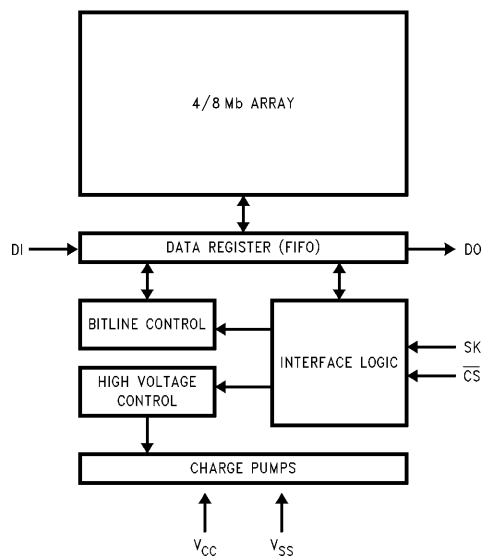 4/8 Mb ARRAY
DI
DATA REGISTER (FIFO)
DO
BITLINE CONTROL
INTERFACE LOGIC
SK
C̅S̅
HIGH VOLTAGE
CONTROL
CHARGE PUMPS
VCC
VSS